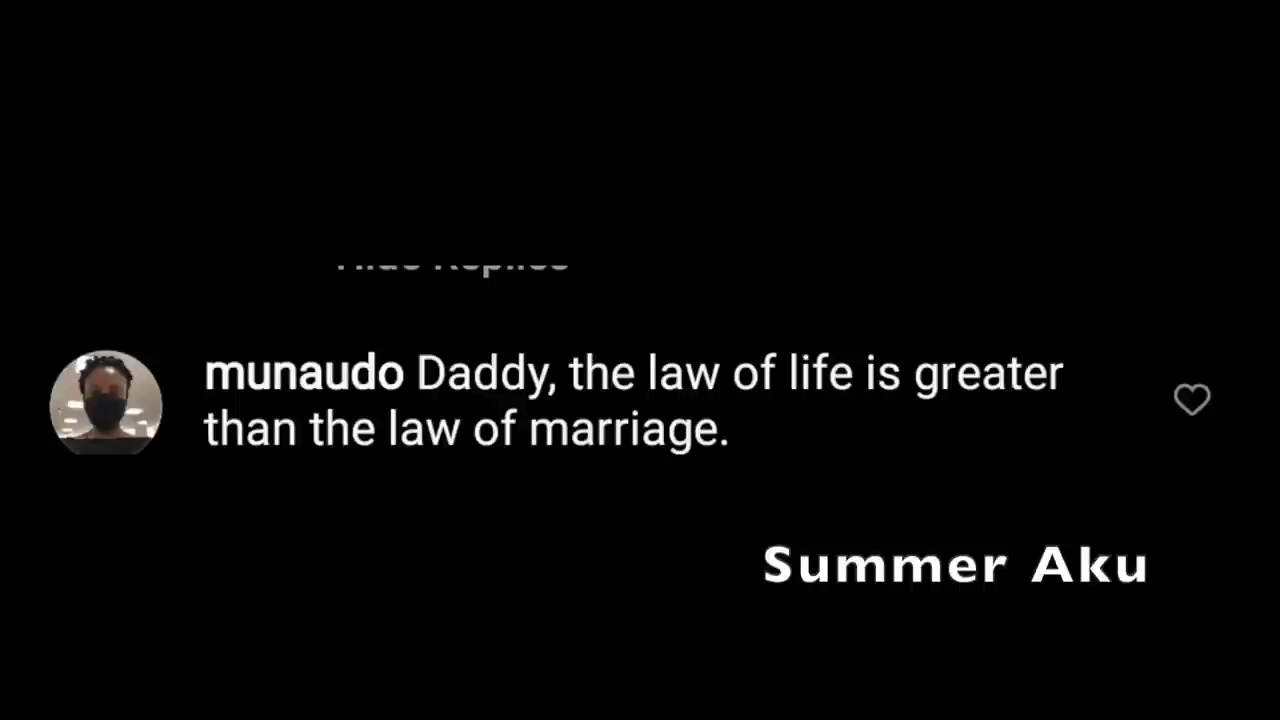 munaudo Daddy, the law of life is greater
than the law of marriage.
Summer Aku